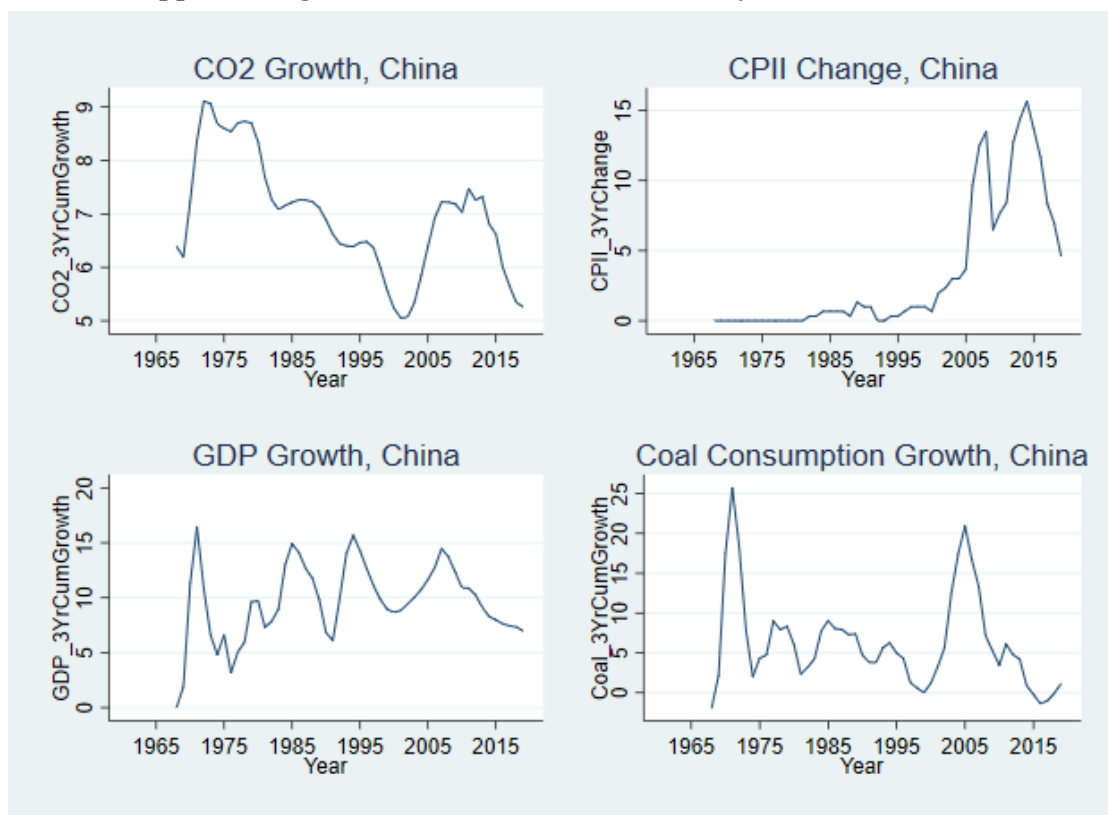 CO2 Growth, China
CO2_3YrCumGrowth
9
8
7
6
5
1965 1975 1985 1995 2005 2015
Year
CPII Change, China
CPII_3YrChange
15
10
5
0
1965 1975 1985 1995 2005 2015
Year
GDP Growth, China
GDP_3YrCumGrowth
20
15
10
5
0
1965 1975 1985 1995 2005 2015
Year
Coal Consumption Growth, China
Coal_3YrCumGrowth
25
20
15
10
5
0
1965 1975 1985 1995 2005 2015
Year